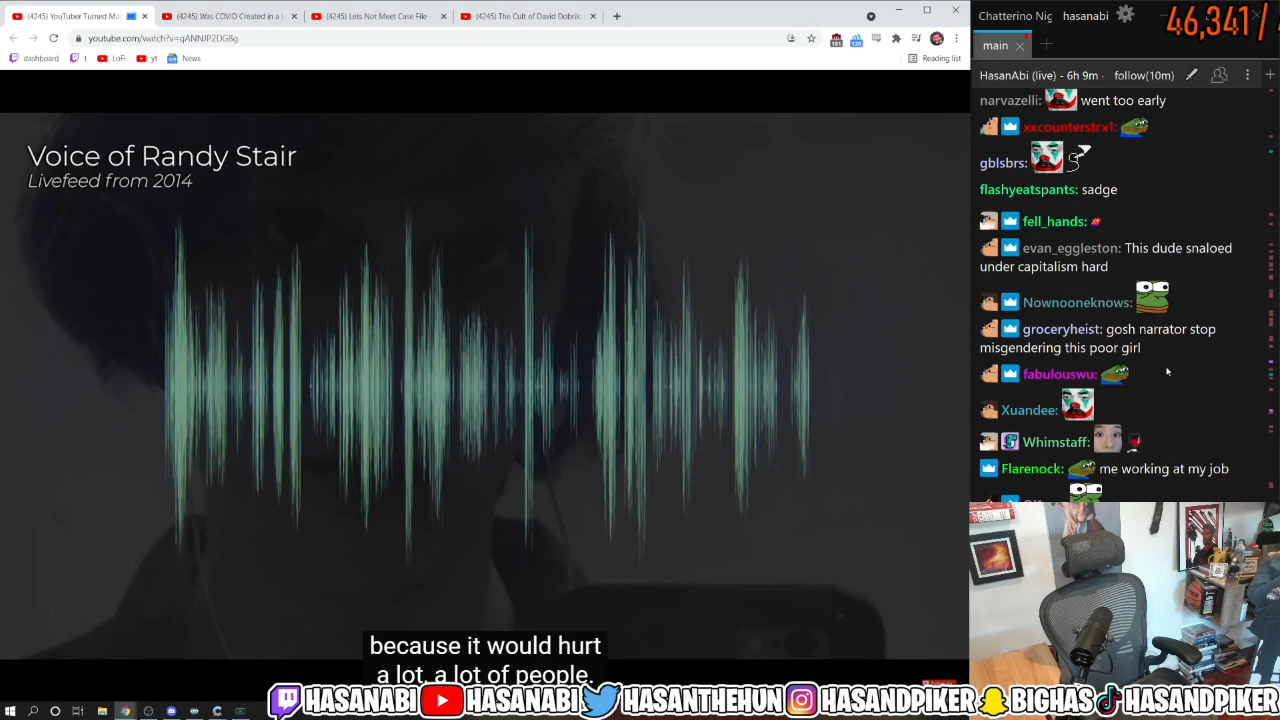 (4245) YouTuber Turned Ma
(4245) Was COVID Created in a L
(4245) Lets Not Meet Case File -
(4245) The Cult of David Dobrik:
youtube.com/watch?v=qANNJP2DG8g
181
120
dashboard
t
LoFi
yt
News
Reading list
Voice of Randy Stair
Livefeed from 2014
because it would hurt
a lot, a lot of people.
Chatterino Nig
hasanabi
46,341/
main
HasanAbi (live) - 6h 9m -
follow(10m)
narvazelli: went too early
xxcounterstrx1:
gblsbrs:
flashyeatspants: sadge
fell_hands:
evan_eggleston: This dude snaloed
under capitalism hard
Nownooneknows:
groceryheist: gosh narrator stop
misgendering this poor girl
fabulouswu:
Xuandee:
Whimstaff:
Flarenock: me working at my job
HASANABI
HASANABI
HASANTHEHUN
HASANDPIKER
BIGHAS
HASANDPIKER